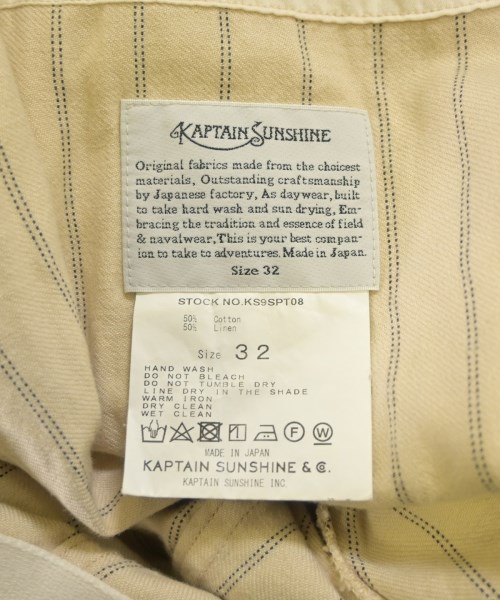 KAPTAIN SUNSHINE
Original fabrics made from the choicest
materials, Outstanding craftsmanship
by Japanese factory, As daywear, built
to take hard wash and sun drying, Em-
bracing the tradition and essence of field
& navalwear, This is your best compan-
ion to take to adventures. Made in Japan.
Size 32
STOCK NO. KS9SPT08
50% Cotton
50% Linen
Size 32
HAND WASH
DO NOT BLEACH
DO NOT TUMBLE DRY
LINE DRY IN THE SHADE
WARM IRON
DRY CLEAN
WET CLEAN
F W
MADE IN JAPAN
KAPTAIN SUNSHINE & Co.
KAPTAIN SUNSHINE INC.